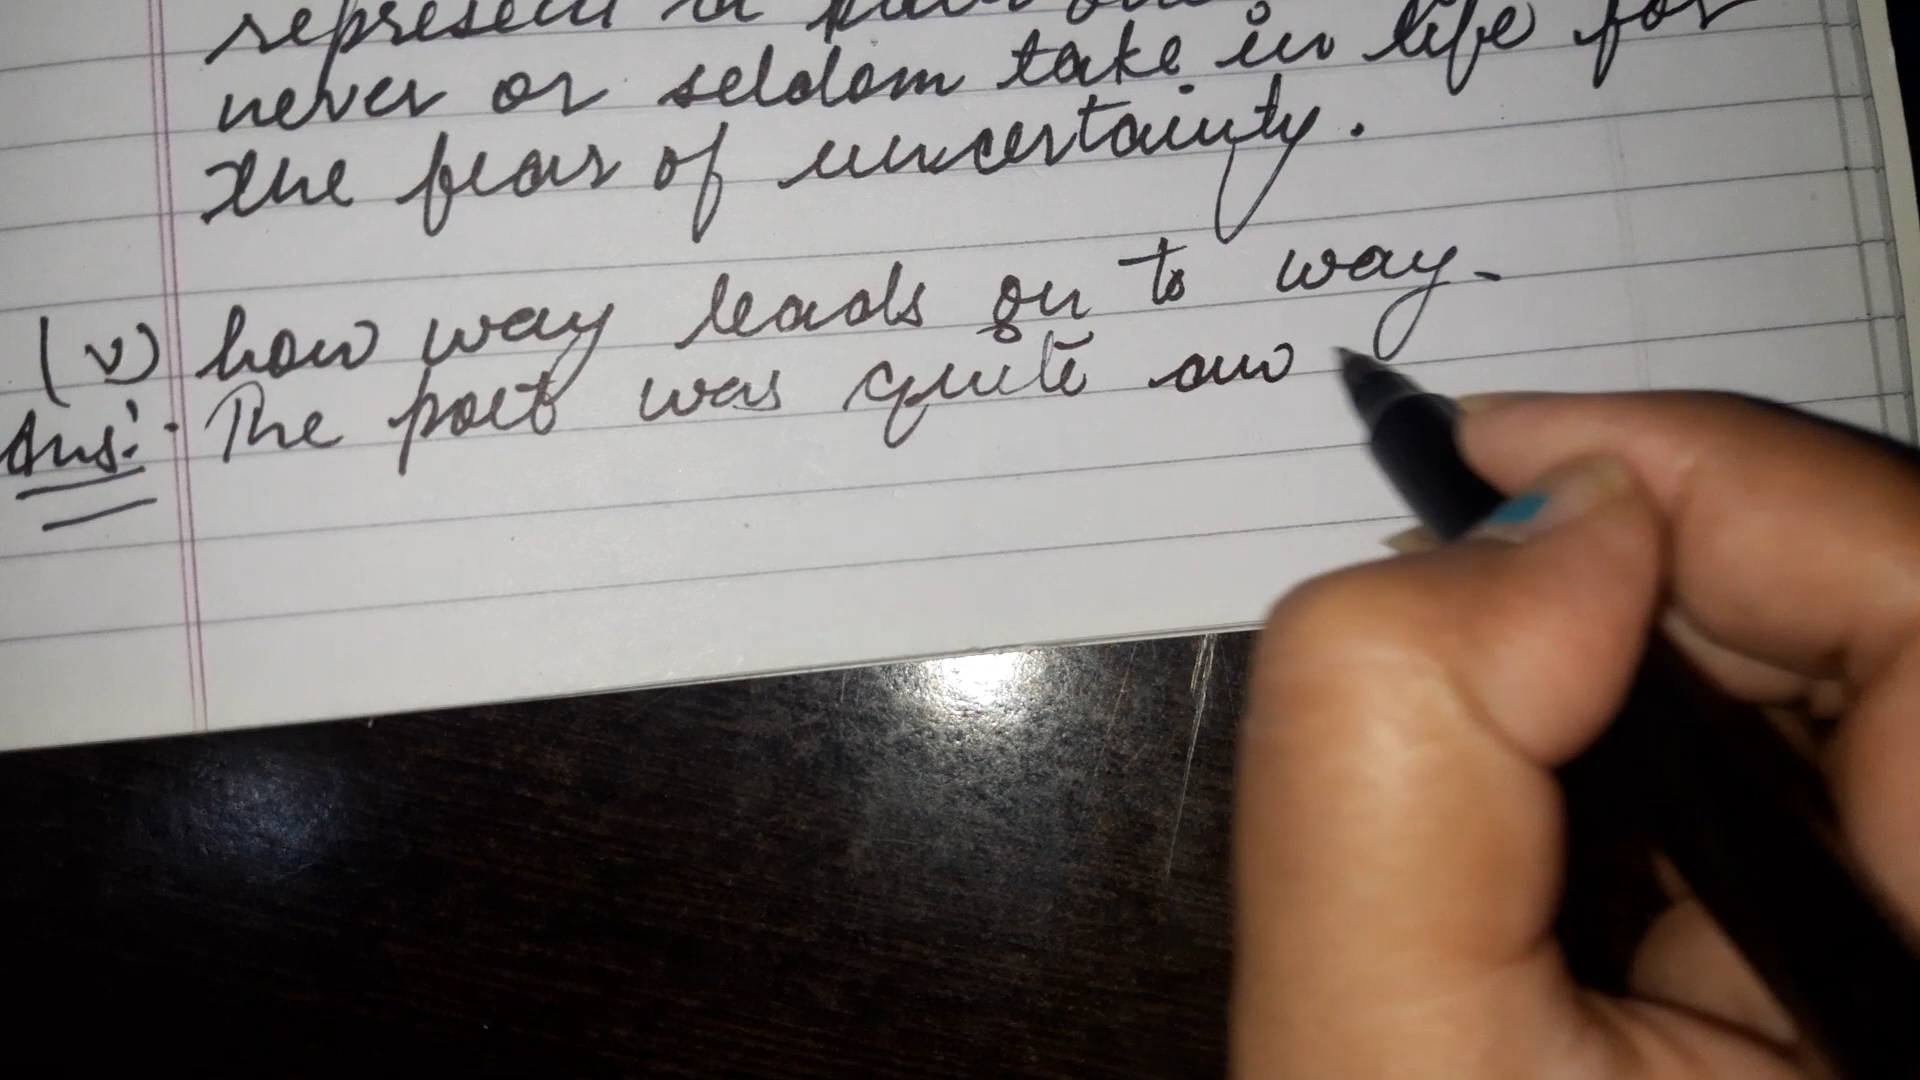 represent a
never or seldom take in life for
the fear of uncertainty.
(v) how way leads on to way-
Ans:- The poet was quite aw